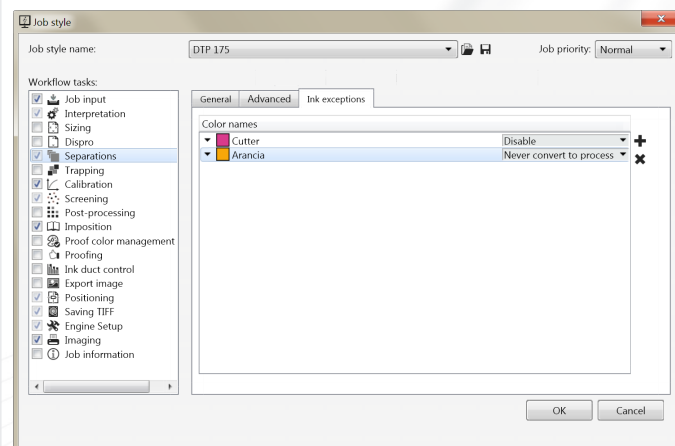 Job style
Job style name:
DTP 175
Job priority:
Normal
Workflow tasks:
Job input
Interpretation
Sizing
Dispro
Separations
Trapping
Calibration
Screening
Post-processing
Imposition
Proof color management
Proofing
Ink duct control
Export image
Positioning
Saving TIFF
Engine Setup
Imaging
Job information
General
Advanced
Ink exceptions
Color names
Cutter
Disable
Arancia
Never convert to process
OK
Cancel